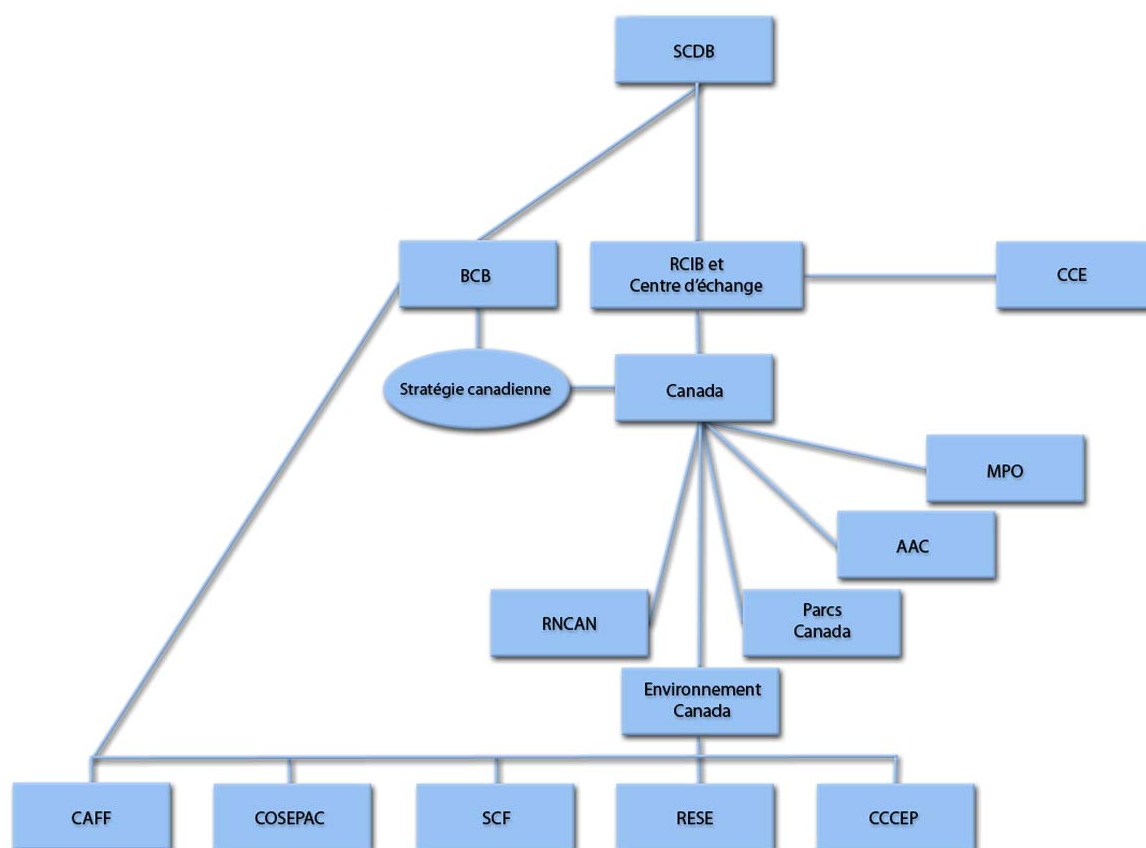 SCDB
BCB
RCIB et
Centre d'échange
CCE
Stratégie canadienne
Canada
MPO
AAC
RNCAN
Parcs
Canada
Environnement
Canada
CAFF
COSEPAC
SCF
RESE
CCCEP